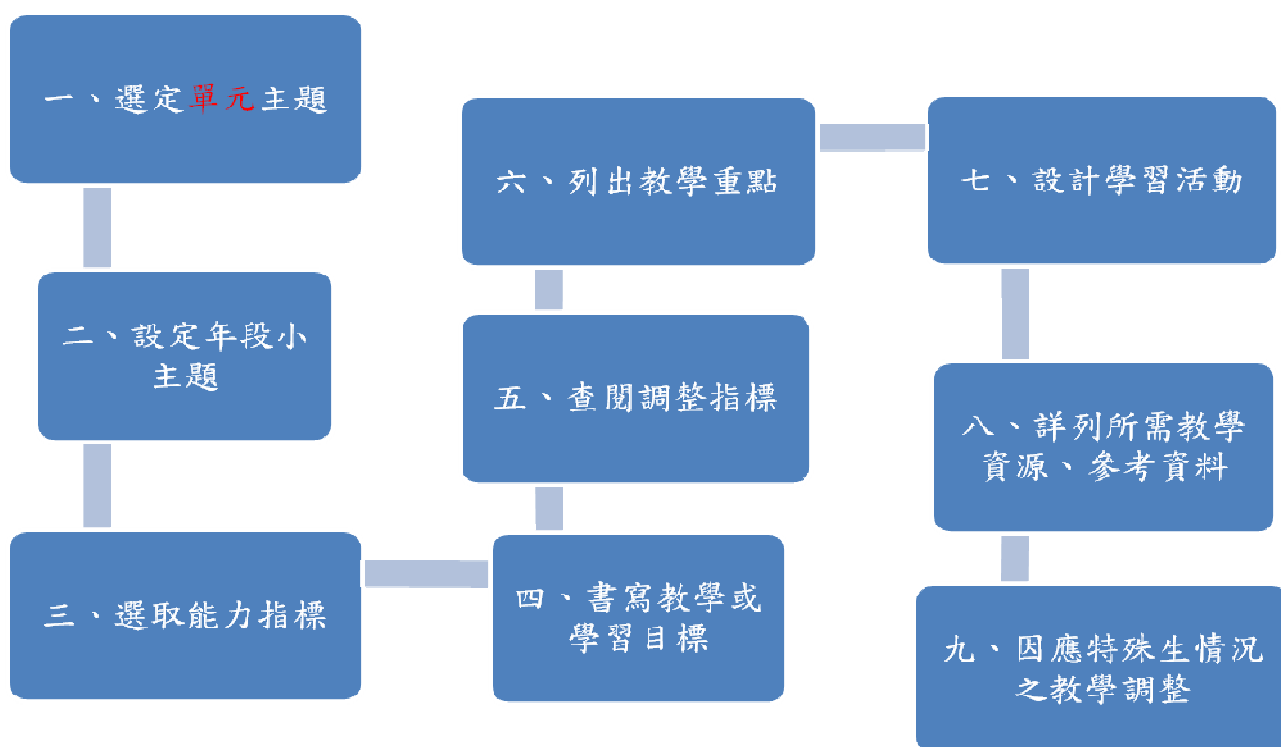 一、選定單元主題
二、設定年段小
主題
三、選取能力指標
四、書寫教學或
學習目標
五、查閱調整指標
六、列出教學重點
七、設計學習活動
八、詳列所需教學
資源、參考資料
九、因應特殊生情況
之教學調整